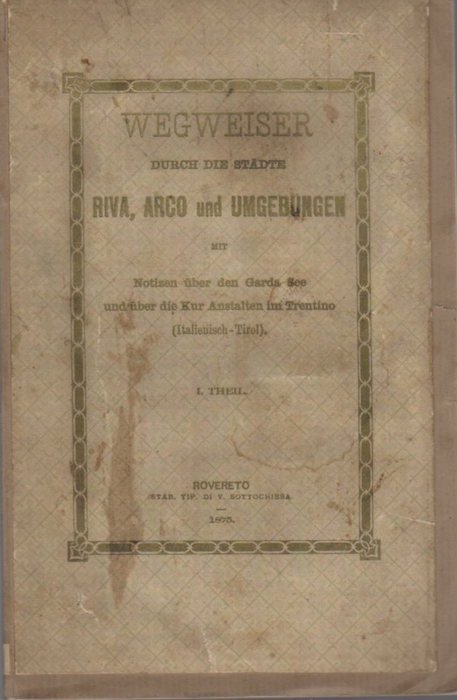 WEGWEISER
DURCH DIE STÄDTE
RIVA, ARCO und UMGEBUNGEN
MIT
Notizen über den Garda See
und über die Kur Anstalten im Trentino
(Italienisch-Tirol).
I. THEIL.
ROVERETO
STAB. TIP. DI V. SOTTOCHIESA
1875.